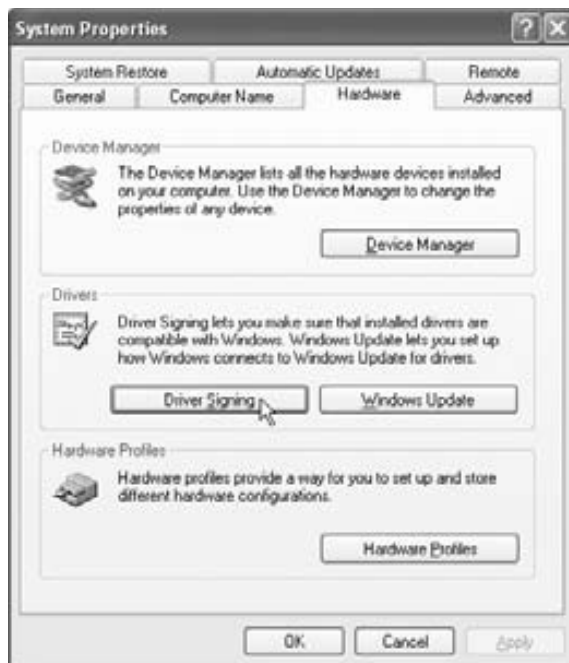 System Properties
System Restore Automatic Updates Remote
General Computer Name Hardware Advanced
Device Manager
The Device Manager lists all the hardware devices installed
on your computer. Use the Device Manager to change the
properties of any device.
Device Manager
Drivers
Driver Signing lets you make sure that installed drivers are
compatible with Windows. Windows Update lets you set up
how Windows connects to Windows Update for drivers.
Driver Signing Windows Update
Hardware Profiles
Hardware profiles provide a way for you to set up and store
different hardware configurations.
Hardware Profiles
OK Cancel Apply